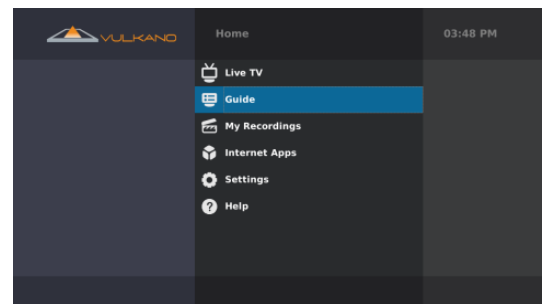 VULKANO
Home
03:48 PM
Live TV
Guide
My Recordings
Internet Apps
Settings
? Help